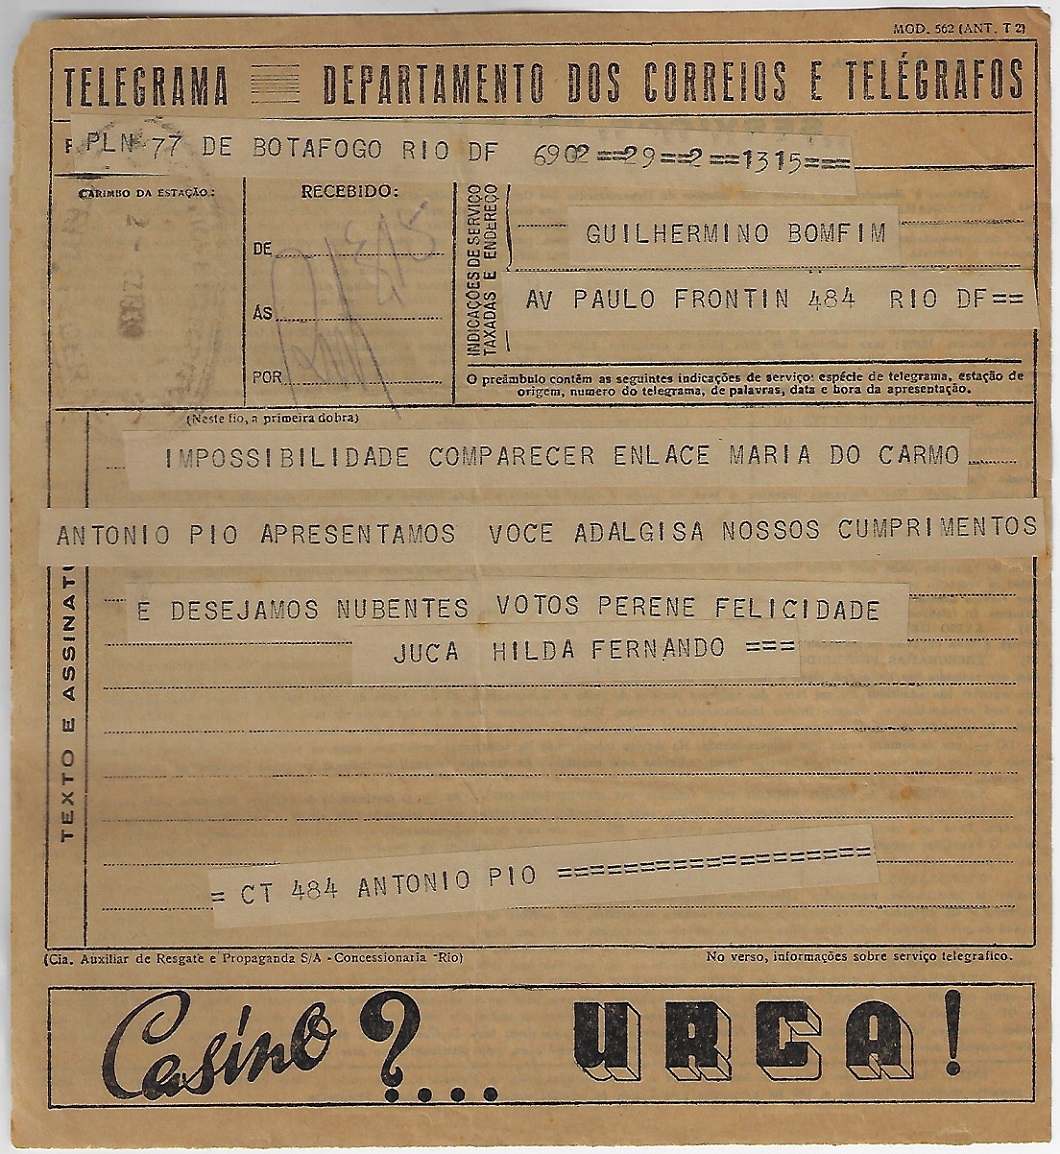 MOD. 562 (ANT. T 2)
TELEGRAMA DEPARTAMENTO DOS CORREIOS E TELÉGRAFOS
PLN 77 DE BOTAFOGO RIO DF 6902 ==29 ==2 ==1315===
CARIMBO DA ESTAÇÃO:
RECEBIDO:
DE
ÀS
POR
INDICAÇÕES DE SERVIÇO
TAXADAS E ENDEREÇO
GUILHERMINO BOMFIM
AV PAULO FRONTIN 484 RIO DF==
O preâmbulo contêm as seguintes indicações de serviço: espécie de telegrama, estação de
origem, numero do telegrama, de palavras, data e hora da apresentação.
(Neste fio, a primeira dobra)
IMPOSSIBILIDADE COMPARECER ENLACE MARIA DO CARMO
ANTONIO PIO APRESENTAMOS VOCE ADALGISA NOSSOS CUMPRIMENTOS
E DESEJAMOS NUBENTES VOTOS PERENE FELICIDADE
JUCA HILDA FERNANDO ===
TEXTO E ASSINATU
= CT 484 ANTONIO PIO ==================
(Cia. Auxiliar de Resgate e Propaganda S/A - Concessionaria - Rio)
No verso, informações sobre serviço telegrafico.
Casino ?... URCA!